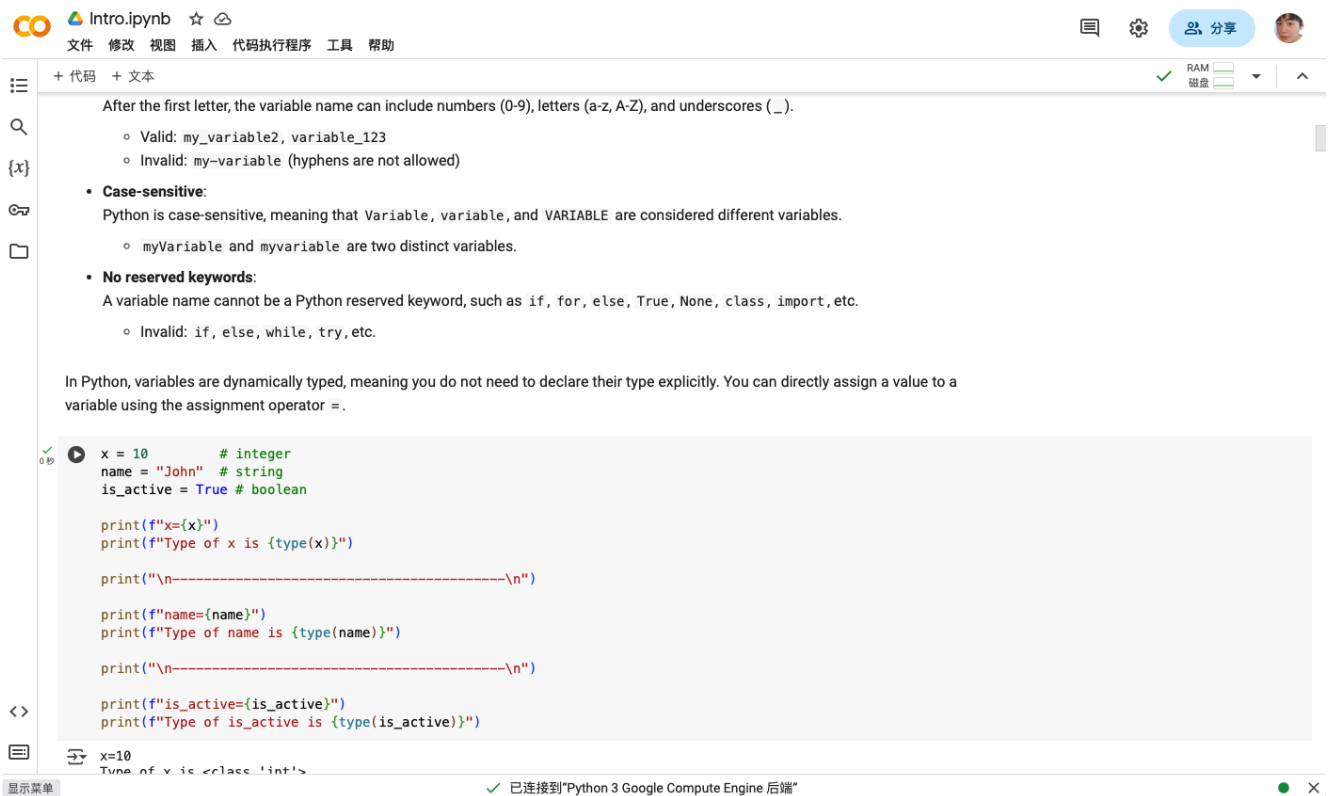 Intro.ipynb
文件 修改 视图 插入 代码执行程序 工具 帮助
分享
+ 代码 + 文本
RAM
磁盘
After the first letter, the variable name can include numbers (0-9), letters (a-z, A-Z), and underscores (_).
Valid: my_variable2, variable_123
Invalid: my-variable (hyphens are not allowed)
Case-sensitive:
Python is case-sensitive, meaning that Variable, variable, and VARIABLE are considered different variables.
myVariable and myvariable are two distinct variables.
No reserved keywords:
A variable name cannot be a Python reserved keyword, such as if, for, else, True, None, class, import, etc.
Invalid: if, else, while, try, etc.
In Python, variables are dynamically typed, meaning you do not need to declare their type explicitly. You can directly assign a value to a
variable using the assignment operator =.
0 秒
x = 10         # integer
name = "John"  # string
is_active = True # boolean
print(f"x={x}")
print(f"Type of x is {type(x)}")
print("\n------------------------------------------\n")
print(f"name={name}")
print(f"Type of name is {type(name)}")
print("\n------------------------------------------\n")
print(f"is_active={is_active}")
print(f"Type of is_active is {type(is_active)}")
x=10
Type of x is <class 'int'>
显示菜单
已连接到"Python 3 Google Compute Engine 后端"